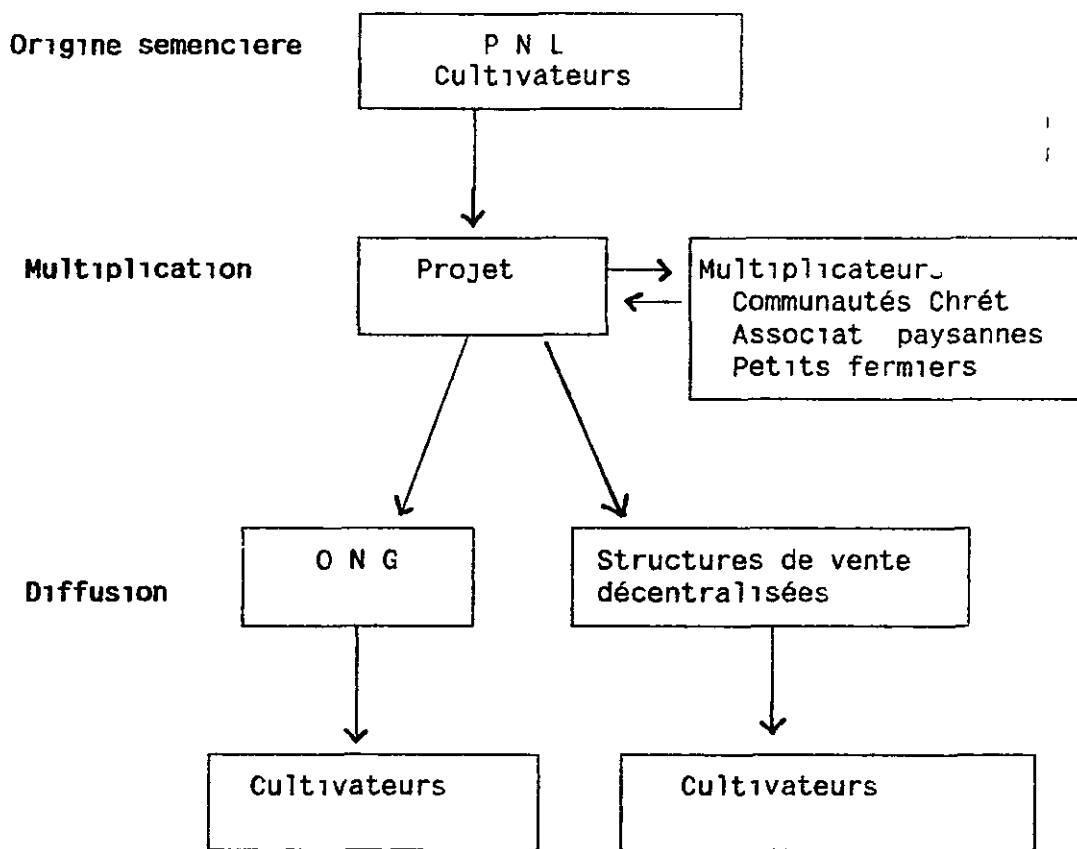 Origine semenciere
P N L
Cultivateurs
Multiplication
Projet
Multiplicateurs
Communautés Chrét
Associat paysannes
Petits fermiers
Diffusion
O N G
Structures de vente
décentralisées
Cultivateurs
Cultivateurs